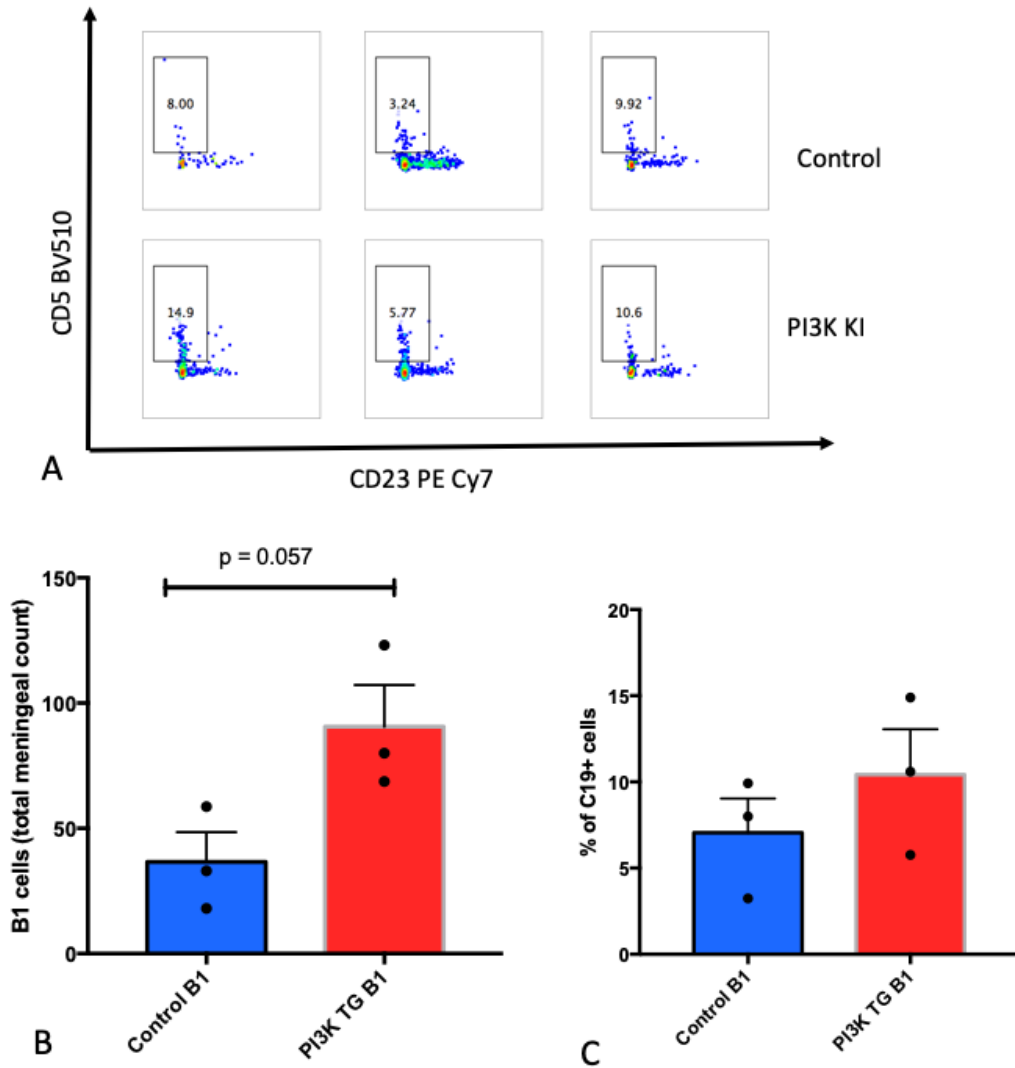 8.00
3.24
9.92
Control
CD5 BV510
14.9
5.77
10.6
PI3K KI
A
CD23 PE Cy7
p = 0.057
B1 cells (total meningeal count)
150
100
50
0
Control B1
PI3K TG B1
B
% of C19+ cells
20
15
10
5
0
Control B1
PI3K TG B1
C